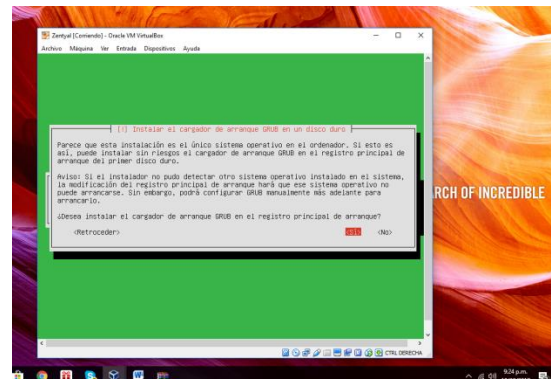 Zentyal [Corriendo] - Oracle VM VirtualBox
Archivo Máquina Ver Entrada Dispositivos Ayuda
[!] Instalar el cargador de arranque GRUB en un disco duro
Parece que esta instalación es el único sistema operativo en el ordenador. Si esto es
así, puede instalar sin riesgos el cargador de arranque GRUB en el registro principal de
arranque del primer disco duro.
Aviso: Si el instalador no pudo detectar otro sistema operativo instalado en el sistema,
la modificación del registro principal de arranque hará que ese sistema operativo no
puede arrancarse. Sin embargo, podrá configurar GRUB manualmente más adelante para
arrancarlo.
¿Desea instalar el cargador de arranque GRUB en el registro principal de arranque?
<Retroceder> <Sí> <No>
RCH OF INCREDIBLE
CTRL DERECHA
9:24 p.m.